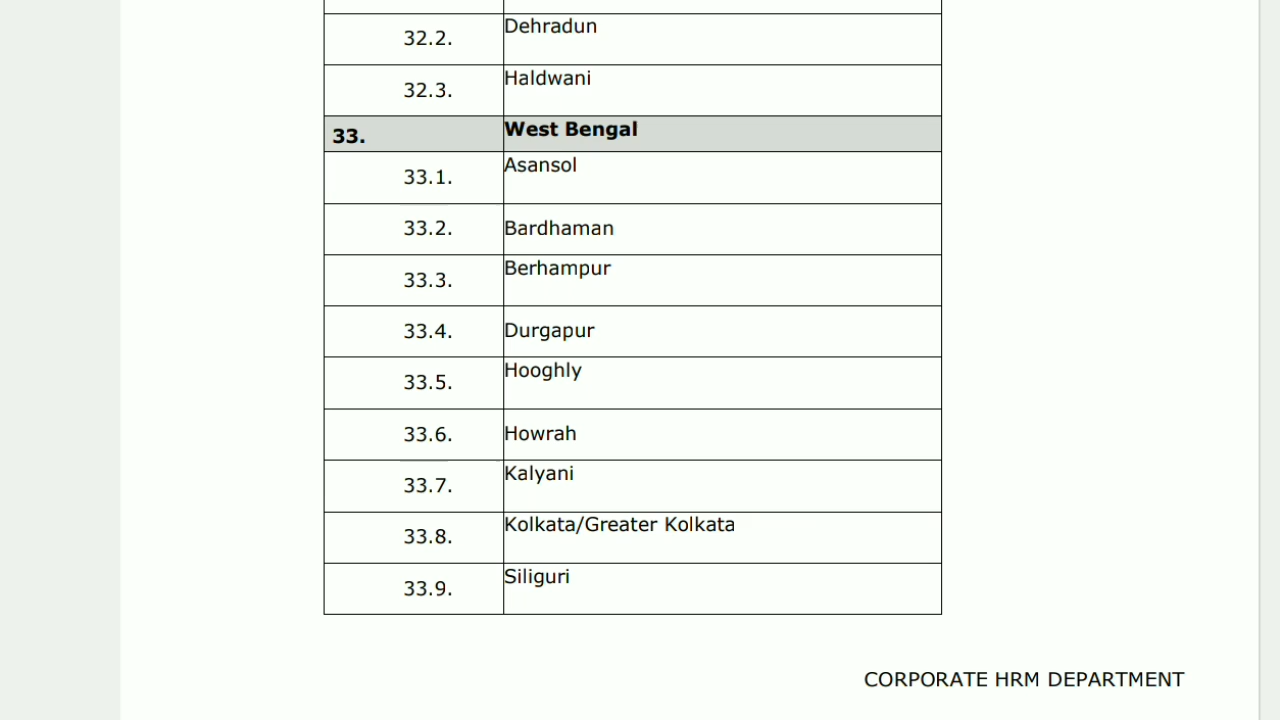 32.2. Dehradun
32.3. Haldwani
33. West Bengal
33.1. Asansol
33.2. Bardhaman
33.3. Berhampur
33.4. Durgapur
33.5. Hooghly
33.6. Howrah
33.7. Kalyani
33.8. Kolkata/Greater Kolkata
33.9. Siliguri
CORPORATE HRM DEPARTMENT